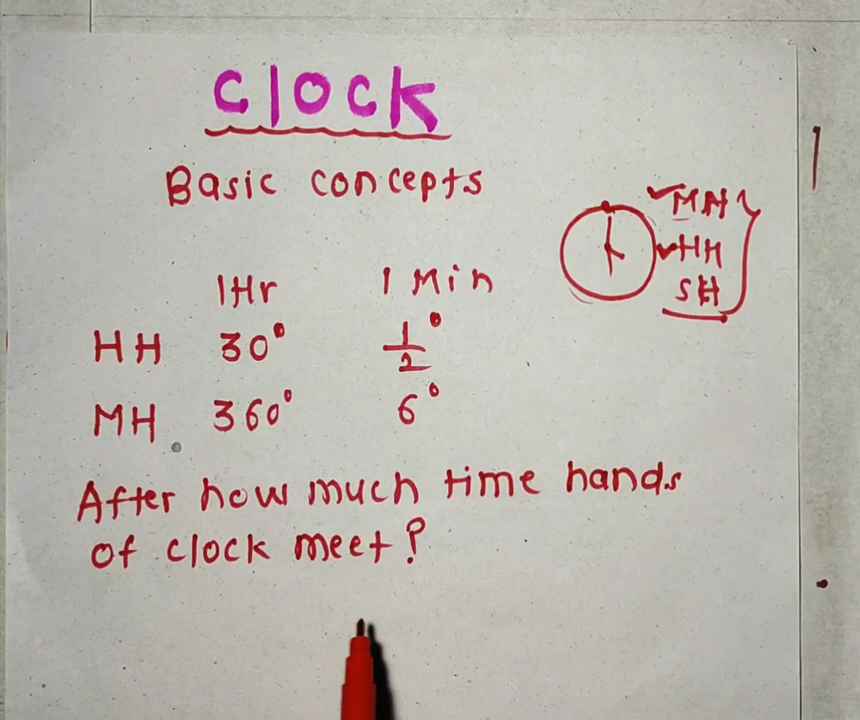 Clock
Basic concepts
MH
HH
SH
1Hr 1 Min
HH 30° 1/2°
MH 360° 6°
After how much time hands
of clock meet?